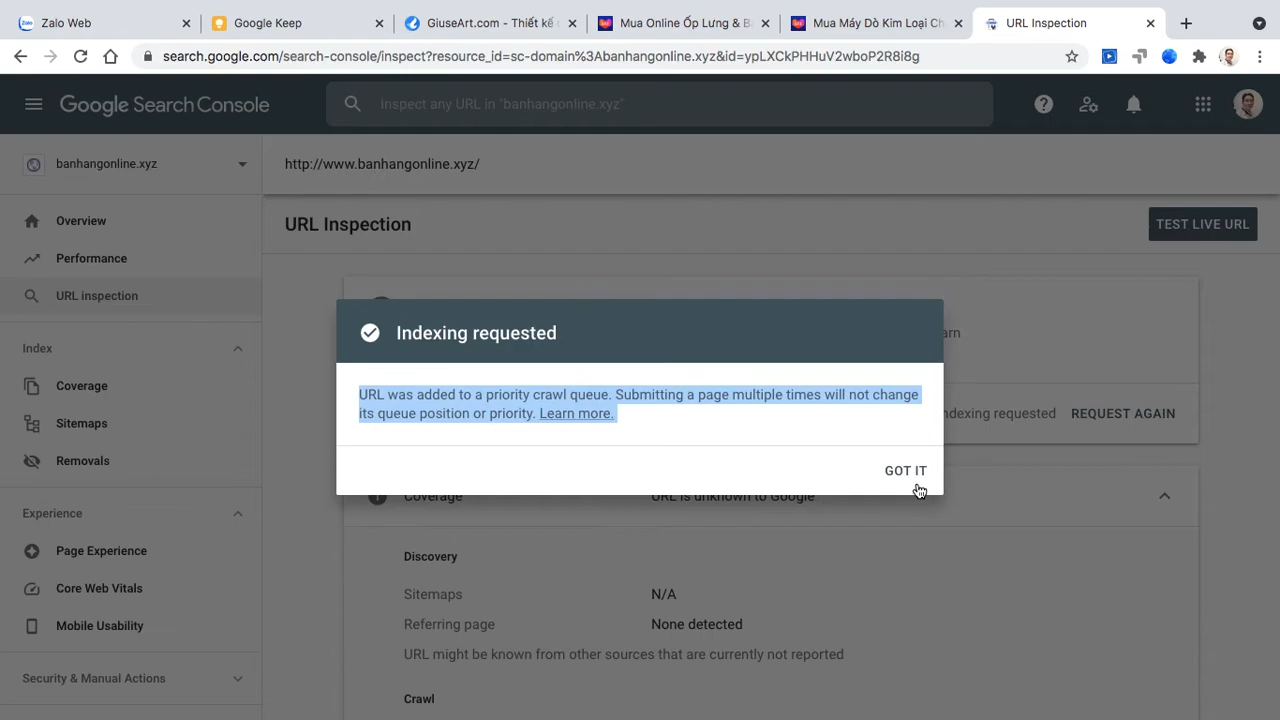 Zalo Web
Google Keep
GiuseArt.com - Thiết kế
Mua Online Ốp Lưng & B
Mua Máy Dò Kim Loại Ch
URL Inspection
search.google.com/search-console/inspect?resource_id=sc-domain%3Abanhangonline.xyz&id=ypLXCkPHHuV2wboP2R8i8g
Google Search Console
Inspect any URL in "banhangonline.xyz"
banhangonline.xyz
http://www.banhangonline.xyz/
Overview
Performance
URL inspection
Index
Coverage
Sitemaps
Removals
Experience
Page Experience
Core Web Vitals
Mobile Usability
Security & Manual Actions
URL Inspection
TEST LIVE URL
arn
Indexing requested
URL was added to a priority crawl queue. Submitting a page multiple times will not change
its queue position or priority. Learn more.
GOT IT
ndexing requested
REQUEST AGAIN
Coverage
URL is unknown to Google
Discovery
Sitemaps
N/A
Referring page
None detected
URL might be known from other sources that are currently not reported
Crawl